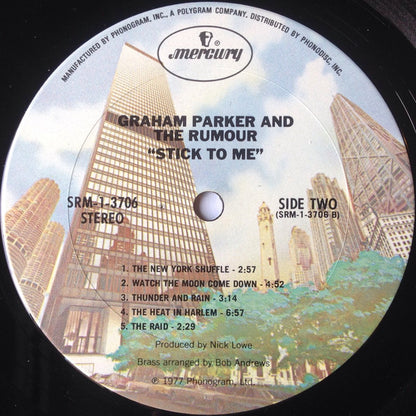 MANUFACTURED BY PHONOGRAM, INC., A POLYGRAM COMPANY. DISTRIBUTED BY PHONODISC, INC.
mercury
GRAHAM PARKER AND
THE RUMOUR
"STICK TO ME"
SRM-1-3706
STEREO
SIDE TWO
(SRM-1-3706 B)
1. THE NEW YORK SHUFFLE - 2:57
2. WATCH THE MOON COME DOWN - 4:52
3. THUNDER AND RAIN - 3:14
4. THE HEAT IN HARLEM - 6:57
5. THE RAID - 2:29
Produced by Nick Lowe
Brass arranged by Bob Andrews
℗ 1977 Phonogram, Ltd.